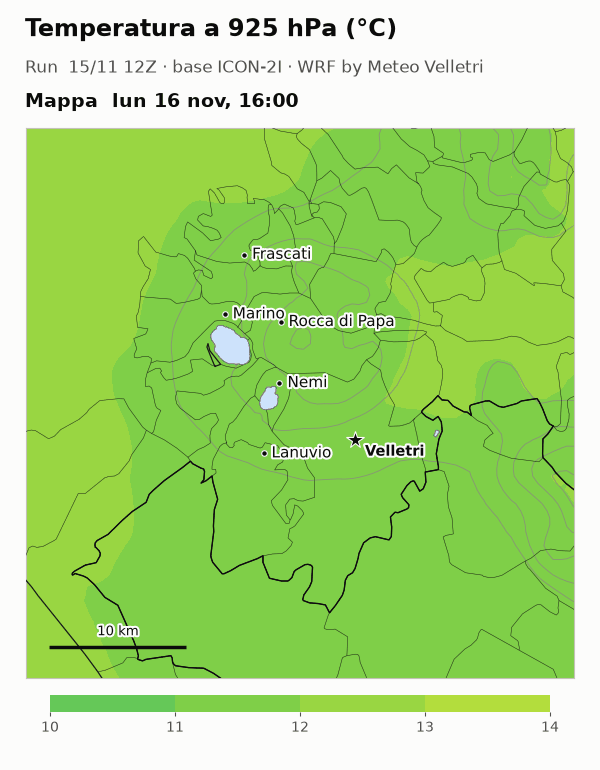 Temperatura a 925 hPa (°C)
Run  15/11 12Z · base ICON-2I · WRF by Meteo Velletri
Mappa  lun 16 nov, 16:00
Frascati
Marino
Rocca di Papa
Nemi
Velletri
Lanuvio
10 km
10 11 12 13 14